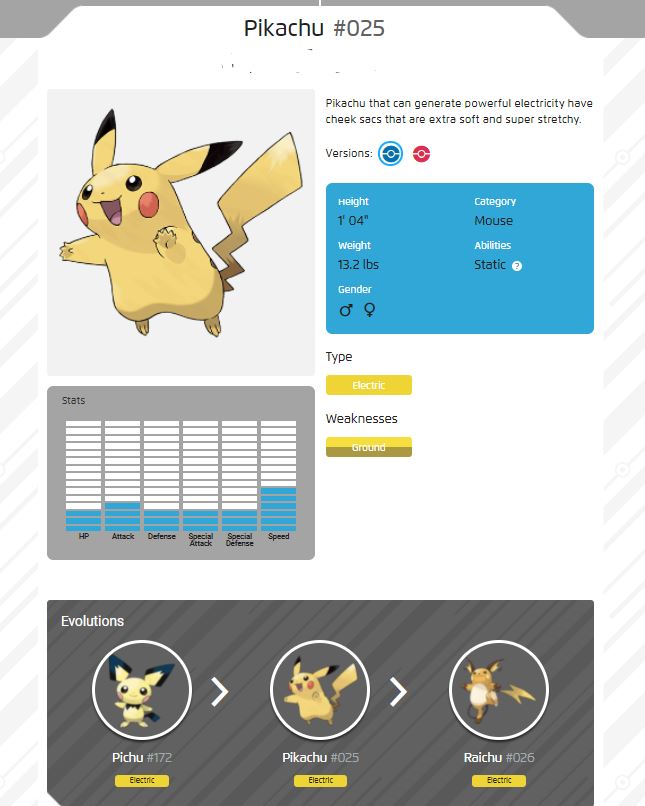 Pikachu #025
Pikachu that can generate powerful electricity have
cheek sacs that are extra soft and super stretchy.
Versions:
Height
1' 04"
Category
Mouse
Weight
13.2 lbs
Abilities
Static ?
Gender
♂ ♀
Type
Electric
Weaknesses
Ground
Stats
HP
Attack
Defense
Special
Attack
Special
Defense
Speed
Evolutions
Pichu #172
Electric
Pikachu #025
Electric
Raichu #026
Electric